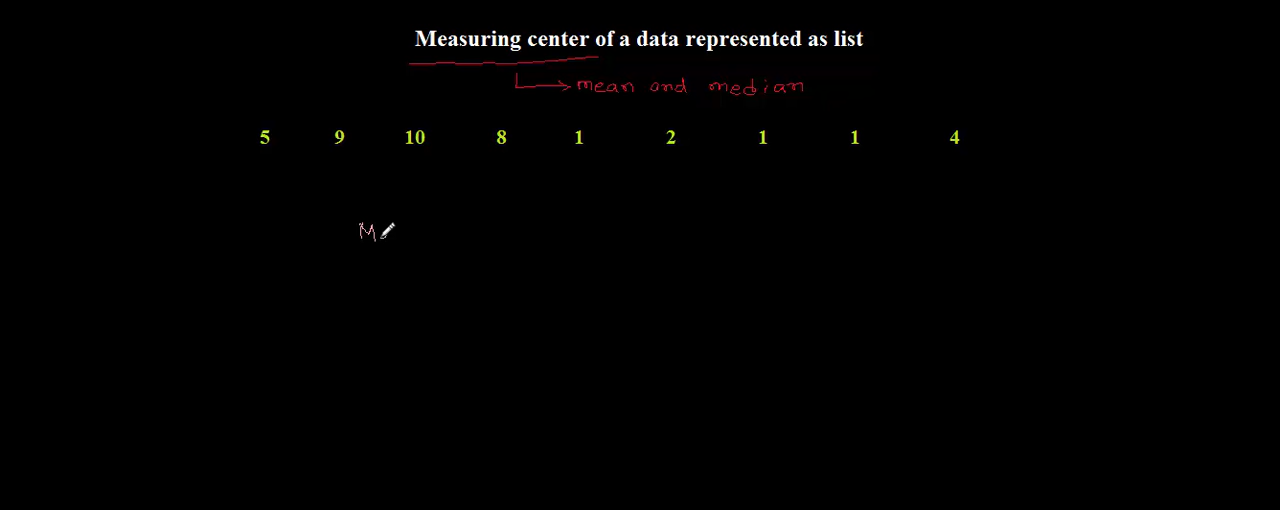 Measuring center of a data represented as list
mean and median
5 9 10 8 1 2 1 1 4
M